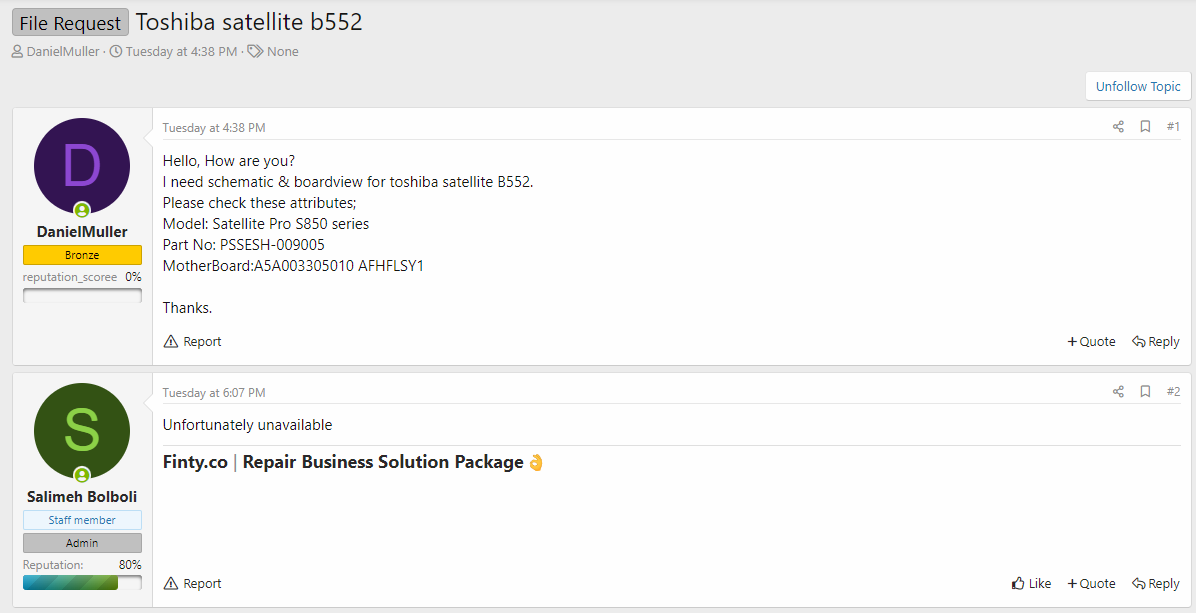 File Request Toshiba satellite b552
DanielMuller · Tuesday at 4:38 PM · None
Unfollow Topic
D
DanielMuller
Bronze
reputation_scoree 0%
Tuesday at 4:38 PM #1
Hello, How are you?
I need schematic & boardview for toshiba satellite B552.
Please check these attributes;
Model: Satellite Pro S850 series
Part No: PSSESH-009005
MotherBoard:A5A003305010 AFHFLSY1
Thanks.
Report +Quote Reply
S
Salimeh Bolboli
Staff member
Admin
Reputation: 80%
Tuesday at 6:07 PM #2
Unfortunately unavailable
Finty.co | Repair Business Solution Package 👌
Report Like +Quote Reply